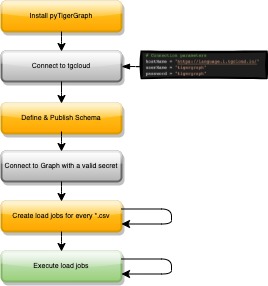 Install pyTigerGraph
Connect to tgcloud
# Connection parameters
hostName = "https://language.i.tgcloud.io/"
userName = "tigergraph"
password = "tigergraph"
Define & Publish Schema
Connect to Graph with a valid secret
Create load jobs for every *.csv
Execute load jobs